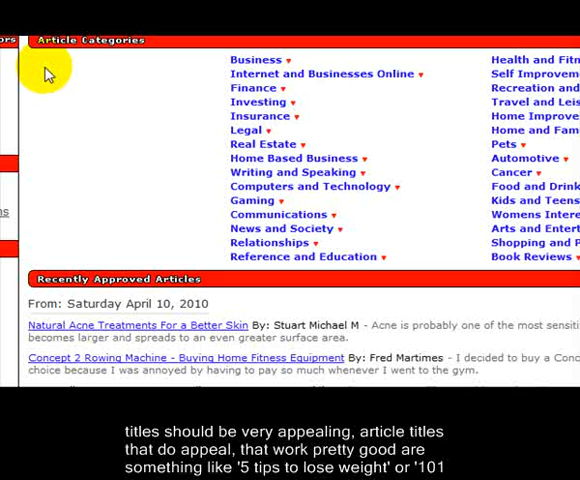 ors
Article Categories
Business
Internet and Businesses Online
Finance
Investing
Insurance
Legal
Real Estate
Home Based Business
Writing and Speaking
Computers and Technology
Gaming
Communications
News and Society
Relationships
Reference and Education
Health and Fitn
Self Improvem
Recreation and
Travel and Leis
Home Improve
Home and Fam
Pets
Automotive
Cancer
Food and Drink
Kids and Teens
Womens Intere
Arts and Entert
Shopping and P
Book Reviews
ns
Recently Approved Articles
From: Saturday April 10, 2010
Natural Acne Treatments For a Better Skin By: Stuart Michael M - Acne is probably one of the most sensiti
becomes larger and spreads to an even greater surface area.
Concept 2 Rowing Machine - Buying Home Fitness Equipment By: Fred Martimes - I decided to buy a Conc
choice because I was annoyed by having to pay so much whenever I went to the gym.
titles should be very appealing, article titles
that do appeal, that work pretty good are
something like '5 tips to lose weight' or '101